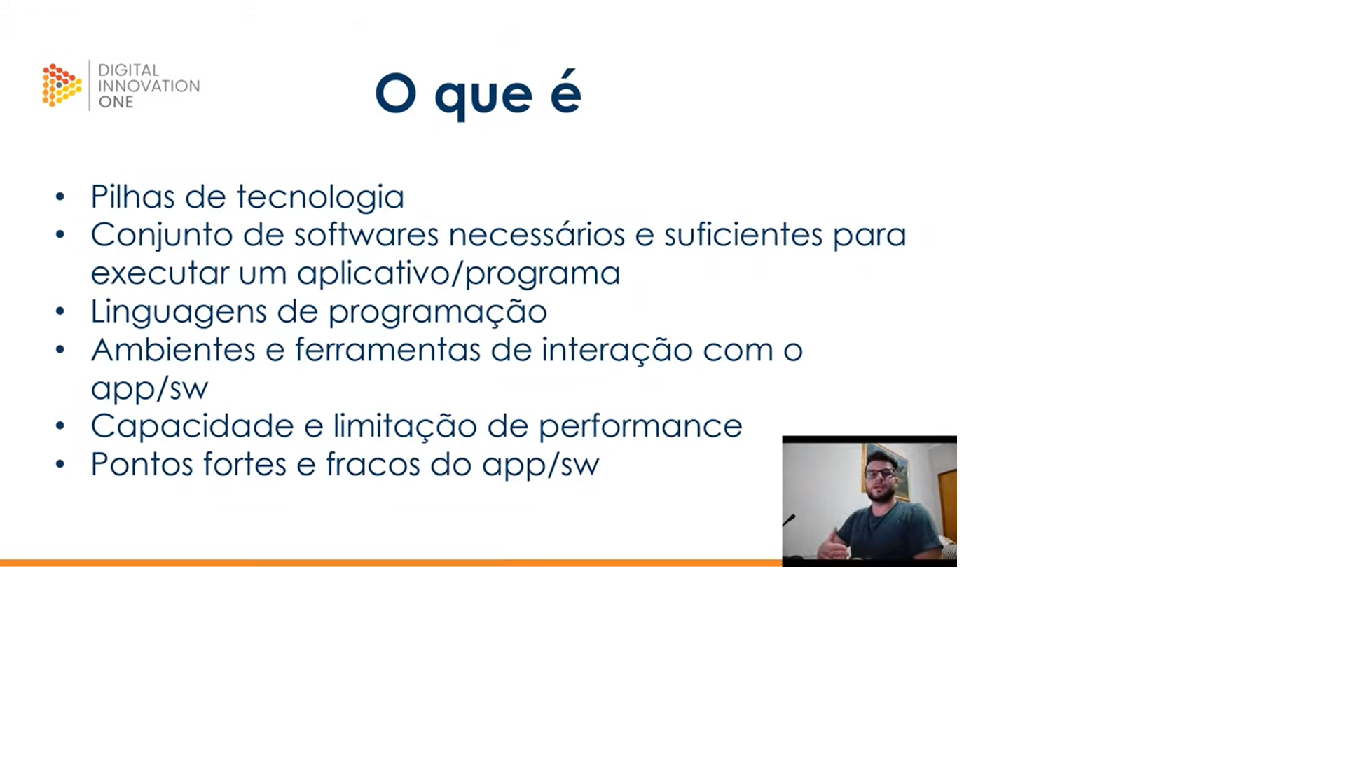 DIGITAL
INNOVATION
ONE
O que é
• Pilhas de tecnologia
• Conjunto de softwares necessários e suficientes para
executar um aplicativo/programa
• Linguagens de programação
• Ambientes e ferramentas de interação com o
app/sw
• Capacidade e limitação de performance
• Pontos fortes e fracos do app/sw